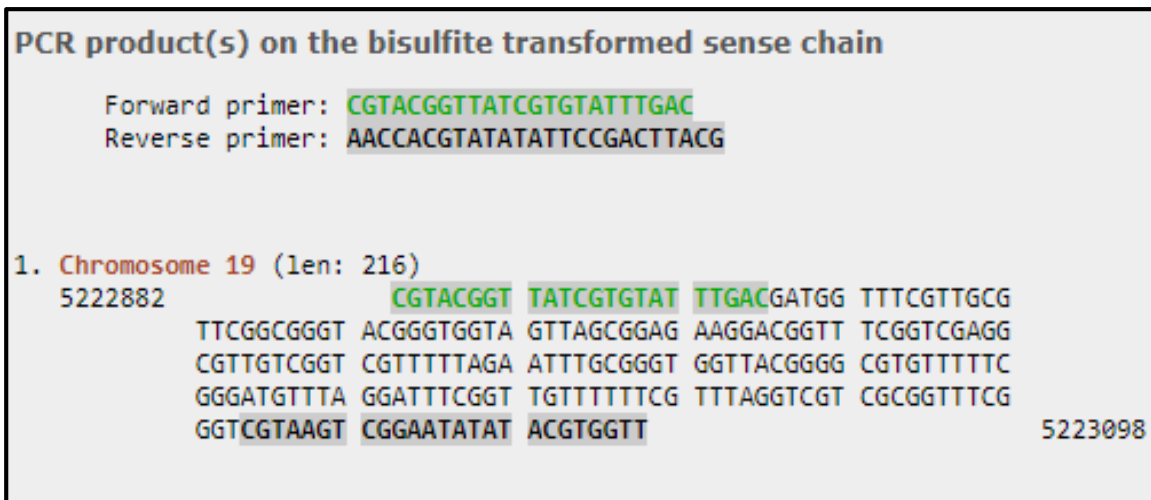 PCR product(s) on the bisulfite transformed sense chain
Forward primer: CGTACGGTTATCGTGTATTTGAC
Reverse primer: AACCACGTATATATTCCGACTTACG
1. Chromosome 19 (len: 216)
5222882 CGTACGGT TATCGTGTAT TTGACGATGG TTTCGTTGCG
TTCGGCGGGT ACGGGTGGTA GTTAGCGGAG AAGGACGGTT TCGGTCGAGG
CGTTGTCGGT CGTTTTTAGA ATTTGCGGGT GGTTACGGGG CGTGTTTTTC
GGGATGTTTA GGATTTCGGT TGTTTTTTCG TTTAGGTCGT CGCGGTTTCG
GGTCGTAAGT CGGAATATAT ACGTGGTT 5223098